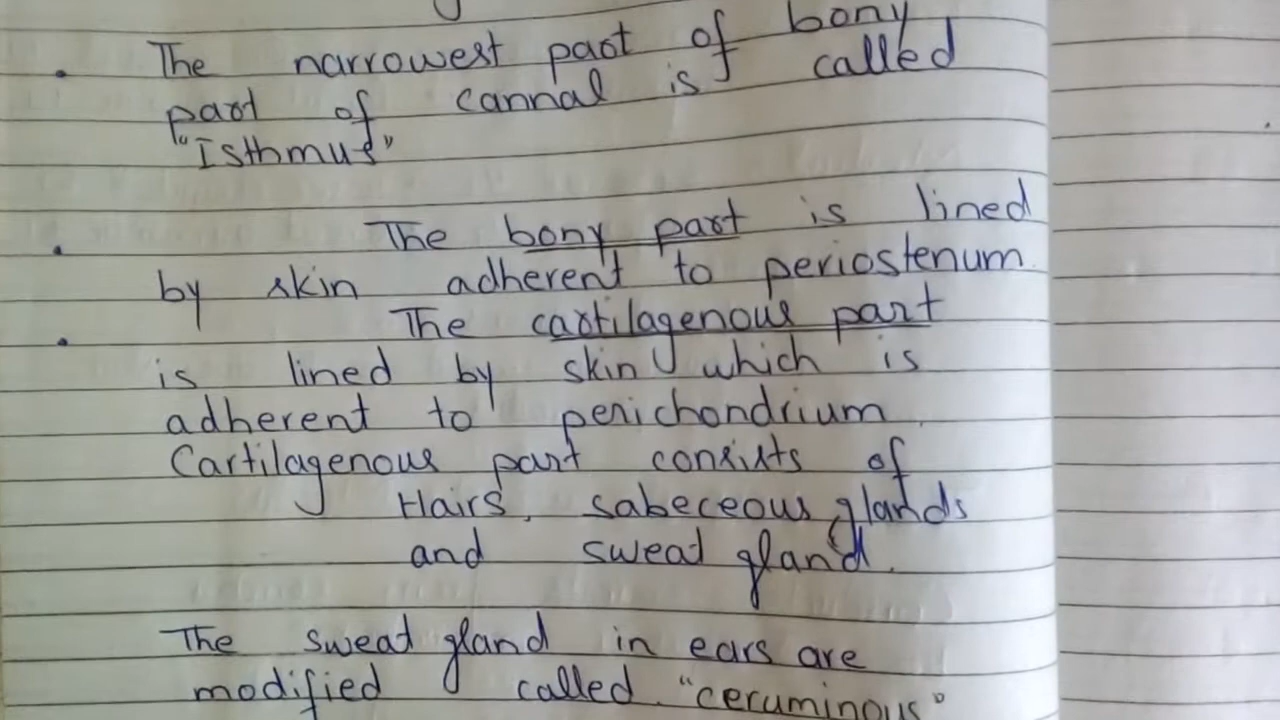 The narrowest part of bony
part of cannal is called
"Isthmus"
The bony part is lined
by skin adherent to periostenum
The cartilagenous part
is lined by skin which is
adherent to perichondrium.
Cartilagenous part consists of
Hairs, sabeceous glands
and sweat gland.
The sweat gland in ears are
modified called "ceruminous"